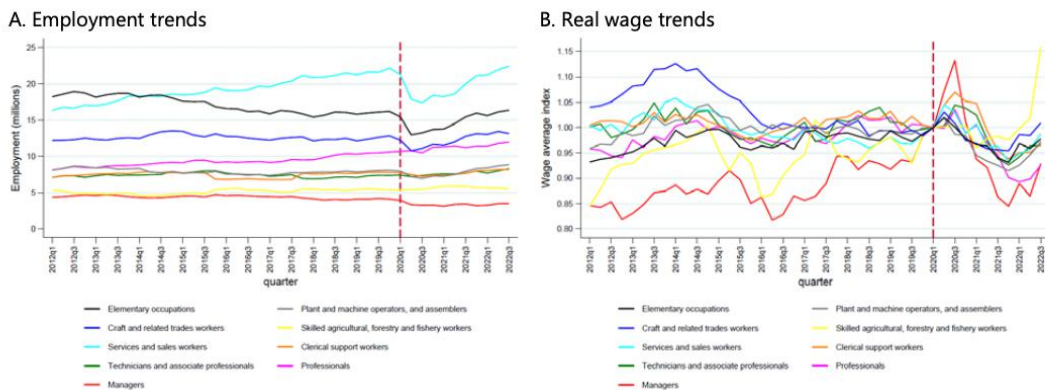 A. Employment trends
Employment (millions)
25
20
15
10
5
0
2012q1
2012q3
2013q1
2013q3
2014q1
2014q3
2015q1
2015q3
2016q1
2016q3
2017q1
2017q3
2018q1
2018q3
2019q1
2019q3
2020q1
2020q3
2021q1
2021q3
2022q1
2022q3
quarter
Elementary occupations
Plant and machine operators, and assemblers
Craft and related trades workers
Skilled agricultural, forestry and fishery workers
Services and sales workers
Clerical support workers
Technicians and associate professionals
Professionals
Managers
B. Real wage trends
Wage average index
1.15
1.10
1.05
1.00
0.95
0.90
0.85
0.80
2012q1
2012q3
2013q1
2013q3
2014q1
2014q3
2015q1
2015q3
2016q1
2016q3
2017q1
2017q3
2018q1
2018q3
2019q1
2019q3
2020q1
2020q3
2021q1
2021q3
2022q1
2022q3
quarter
Elementary occupations
Plant and machine operators, and assemblers
Craft and related trades workers
Skilled agricultural, forestry and fishery workers
Services and sales workers
Clerical support workers
Technicians and associate professionals
Professionals
Managers